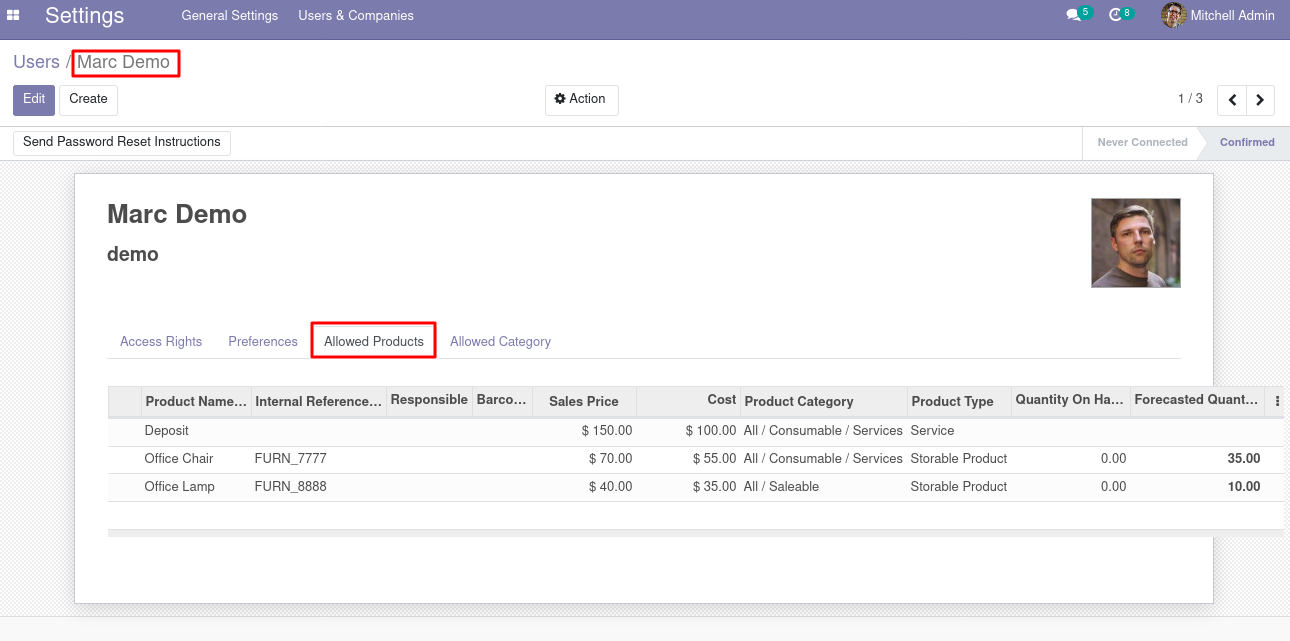 Settings General Settings Users & Companies 5 8 Mitchell Admin
Users / Marc Demo
Edit Create Action 1 / 3
Send Password Reset Instructions Never Connected Confirmed
Marc Demo
demo
Access Rights Preferences Allowed Products Allowed Category
Product Name... Internal Reference... Responsible Barco... Sales Price Cost Product Category Product Type Quantity On Ha... Forecasted Quant...
Deposit $ 150.00 $ 100.00 All / Consumable / Services Service
Office Chair FURN_7777 $ 70.00 $ 55.00 All / Consumable / Services Storable Product 0.00 35.00
Office Lamp FURN_8888 $ 40.00 $ 35.00 All / Saleable Storable Product 0.00 10.00